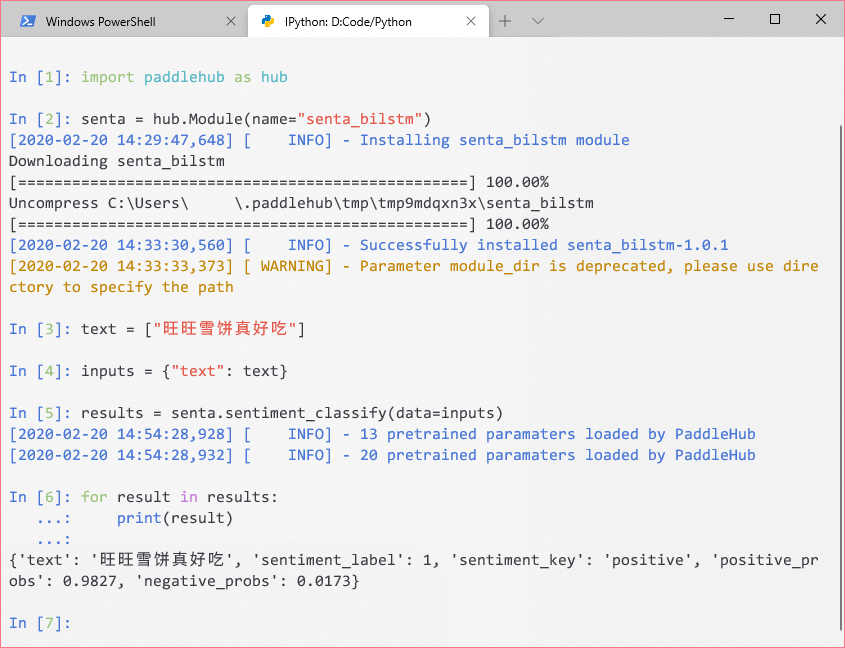 Windows PowerShell
IPython: D:Code/Python
In [1]: import paddlehub as hub
In [2]: senta = hub.Module(name="senta_bilstm")
[2020-02-20 14:29:47,648] [    INFO] - Installing senta_bilstm module
Downloading senta_bilstm
[==================================================] 100.00%
Uncompress C:\Users\     \.paddlehub\tmp\tmp9mdqxn3x\senta_bilstm
[==================================================] 100.00%
[2020-02-20 14:33:30,560] [    INFO] - Successfully installed senta_bilstm-1.0.1
[2020-02-20 14:33:33,373] [ WARNING] - Parameter module_dir is deprecated, please use dire
ctory to specify the path
In [3]: text = ["旺旺雪饼真好吃"]
In [4]: inputs = {"text": text}
In [5]: results = senta.sentiment_classify(data=inputs)
[2020-02-20 14:54:28,928] [    INFO] - 13 pretrained paramaters loaded by PaddleHub
[2020-02-20 14:54:28,932] [    INFO] - 20 pretrained paramaters loaded by PaddleHub
In [6]: for result in results:
   ...:     print(result)
   ...:
{'text': '旺旺雪饼真好吃', 'sentiment_label': 1, 'sentiment_key': 'positive', 'positive_pr
obs': 0.9827, 'negative_probs': 0.0173}
In [7]: